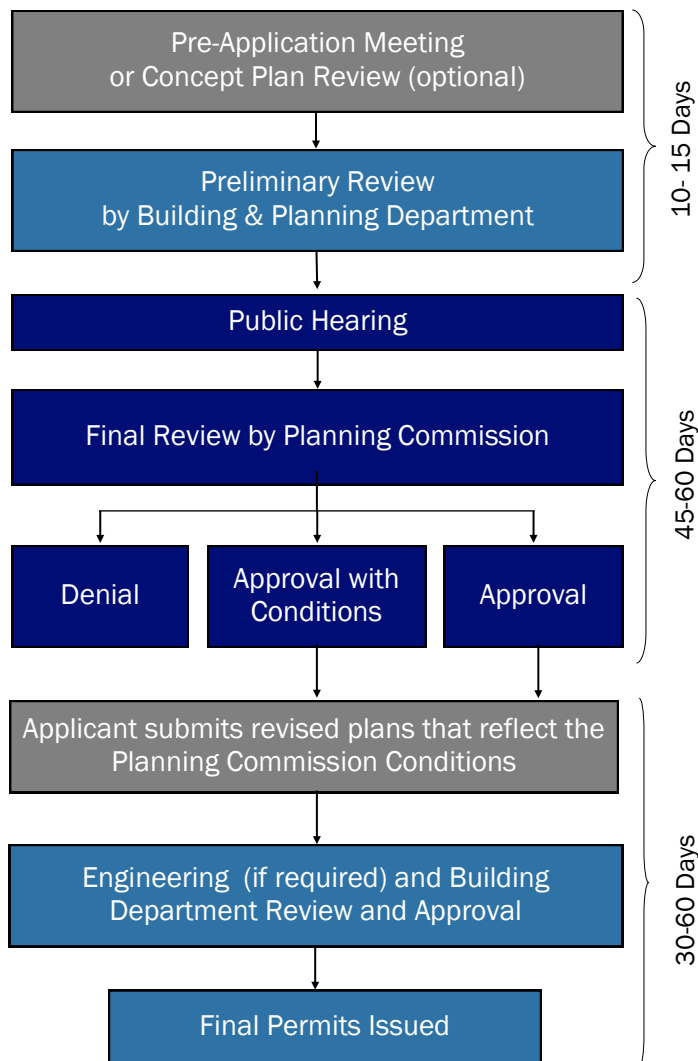 Pre-Application Meeting
or Concept Plan Review (optional)
10- 15 Days
Preliminary Review
by Building & Planning Department
Public Hearing
Final Review by Planning Commission
45-60 Days
Denial
Approval with
Conditions
Approval
Applicant submits revised plans that reflect the
Planning Commission Conditions
Engineering  (if required) and Building
Department Review and Approval
30-60 Days
Final Permits Issued